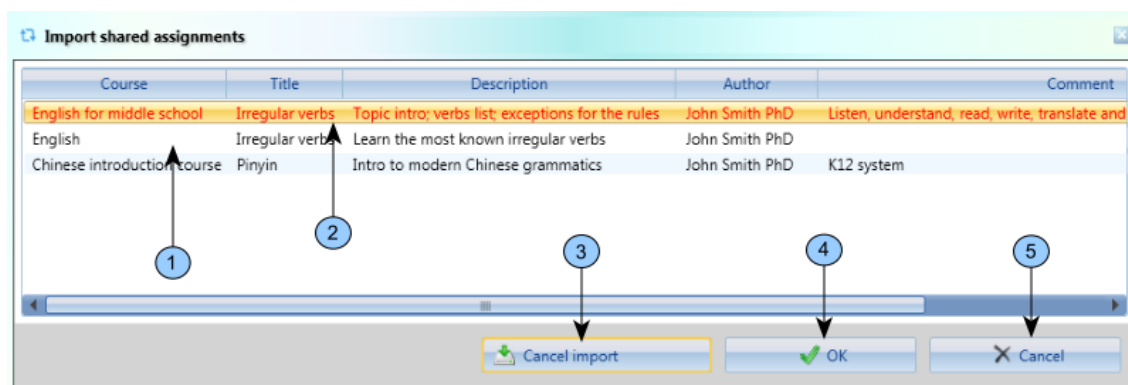 Import shared assignments
Course Title Description Author Comment
English for middle school Irregular verbs Topic intro; verbs list; exceptions for the rules John Smith PhD Listen, understand, read, write, translate and
English Irregular verbs Learn the most known irregular verbs John Smith PhD
Chinese introduction course Pinyin Intro to modern Chinese grammatics John Smith PhD K12 system
1 2 3 4 5
Cancel import OK Cancel